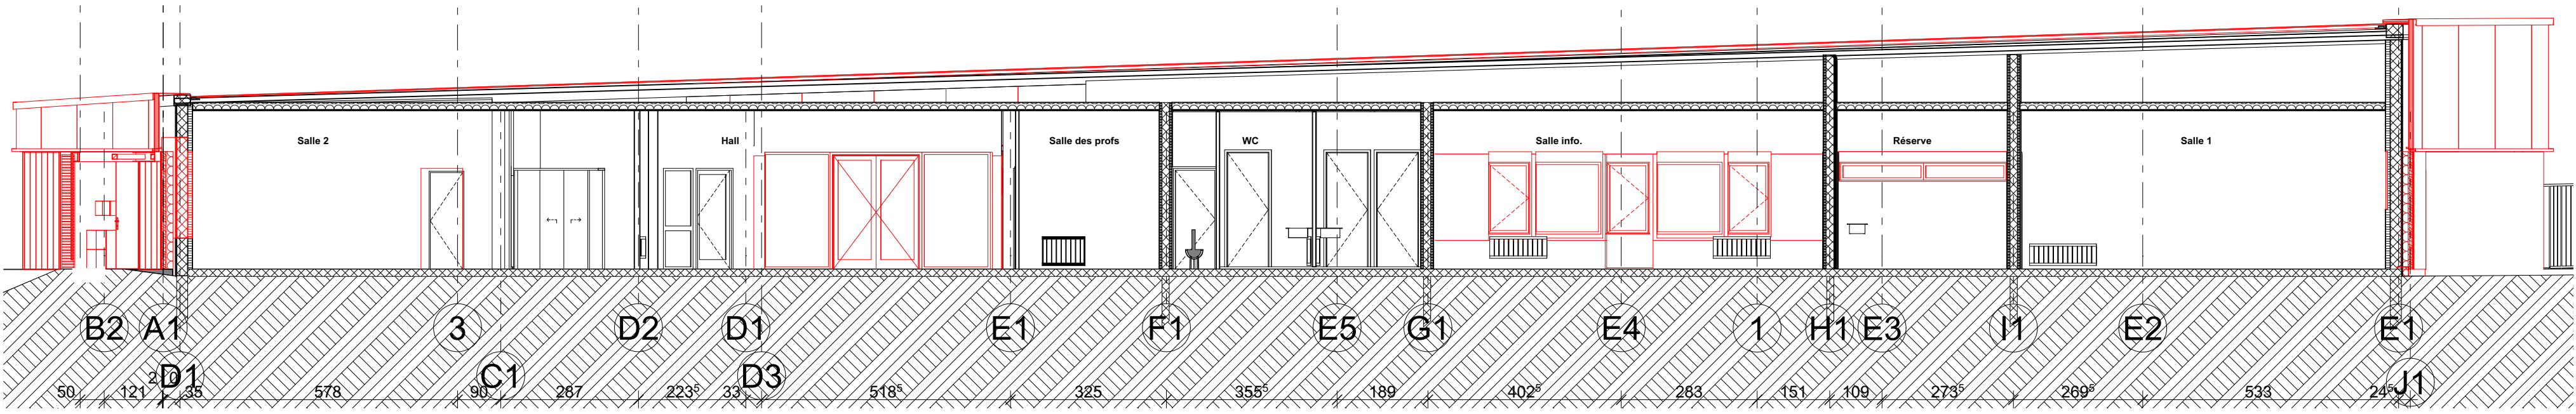 Salle 2
Hall
Salle des profs
WC
Salle info.
Réserve
Salle 1
B2
A1
3
D2
D1
E1
F1
E5
G1
E4
1
H1
E3
I1
E2
E1
D1
C1
D3
J1
50
121
35
578
90
287
223⁵
33
518⁵
325
355⁵
189
402⁵
283
151
109
273⁵
269⁵
533
24⁵